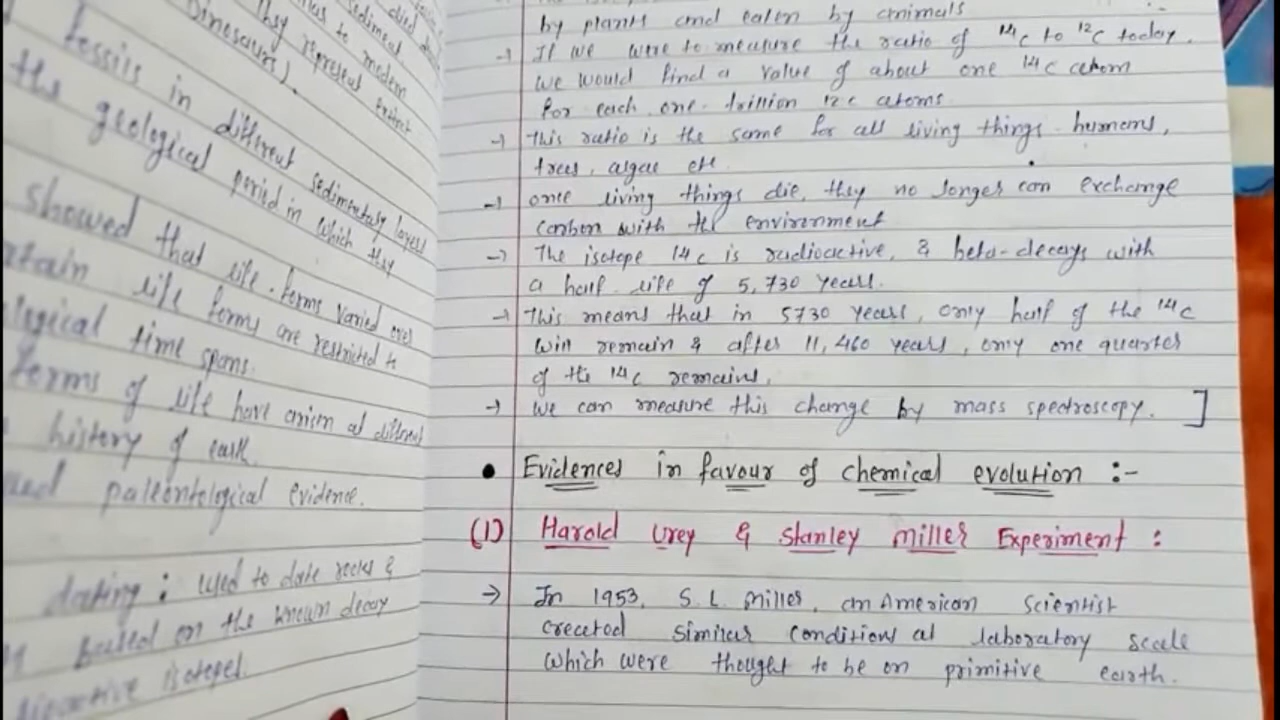 fossils in different sedimentary layers
the geological period in which they
showed that life-forms varied over
life forms are restricted to
time spans.
forms of life have arisen at different
history of earth.
paleontological evidence.
dating : used to date rocks &
based on the known decay
isotopes.
by plants and eaten by animals
→ If we were to measure the ratio of 14c to 12c today.
we would find a value of about one 14c atom
for each one-trillion 12c atoms.
→ This ratio is the same for all living things - humans,
trees, algae etc.
→ once living things die, they no longer can exchange
carbon with the environment
→ The isotope 14c is radioactive, & beta-decays with
a half-life of 5,730 years.
→ This means that in 5730 years, only half of the 14c
will remain & after 11,460 years, only one quarter
of the 14c remains.
→ we can measure this change by mass spectroscopy. ]
• Evidences in favour of chemical evolution :-
(1) Harold Urey & Stanley Miller Experiment :
→ In 1953, S.L. Miller, an American Scientist
created similar conditions at laboratory scale
which were thought to be on primitive earth.